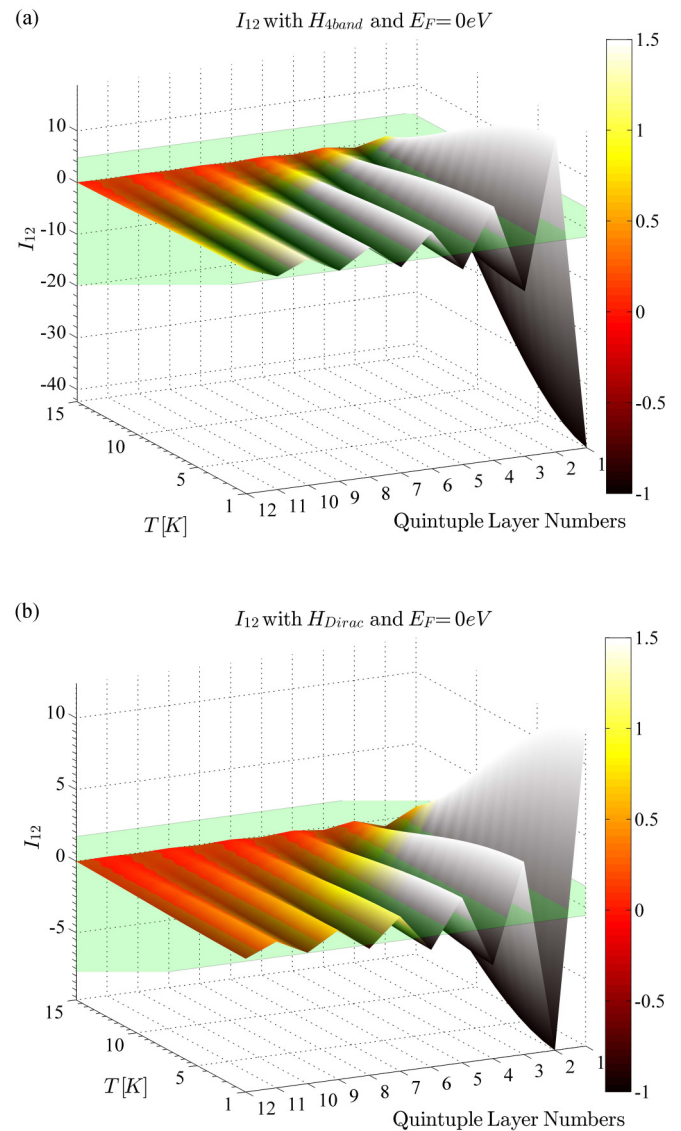 (a)
I12 with H4band and EF=0eV
1.5
10
0
1
-10
I12
-20
0.5
-30
0
-40
15
-0.5
10
5
1
12 11 10 9 8 7 6 5 4 3 2 1
-1
T[K]
Quintuple Layer Numbers
(b)
I12 with HDirac and EF=0eV
1.5
10
1
5
I12
0
0.5
-5
0
15
-0.5
10
5
1
12 11 10 9 8 7 6 5 4 3 2 1
-1
T[K]
Quintuple Layer Numbers